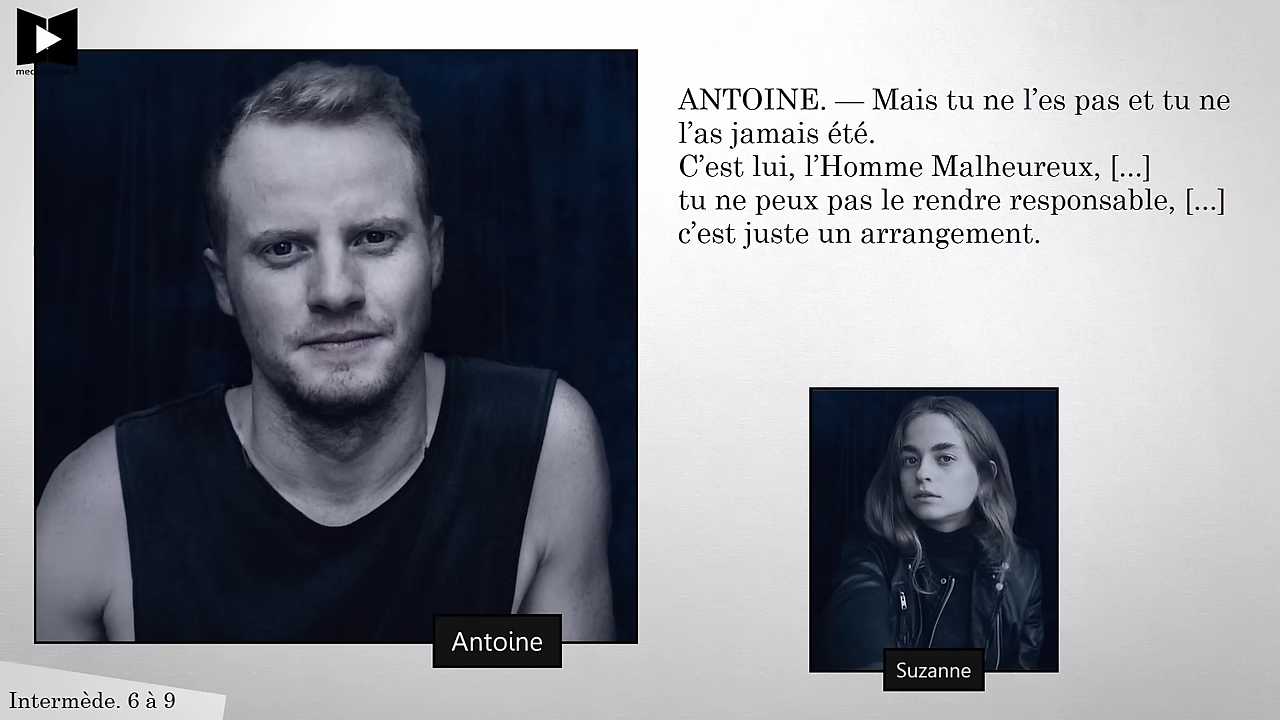 ANTOINE. — Mais tu ne l’es pas et tu ne
l’as jamais été.
C’est lui, l’Homme Malheureux, [...]
tu ne peux pas le rendre responsable, [...]
c’est juste un arrangement.
Antoine
Suzanne
Intermède. 6 à 9